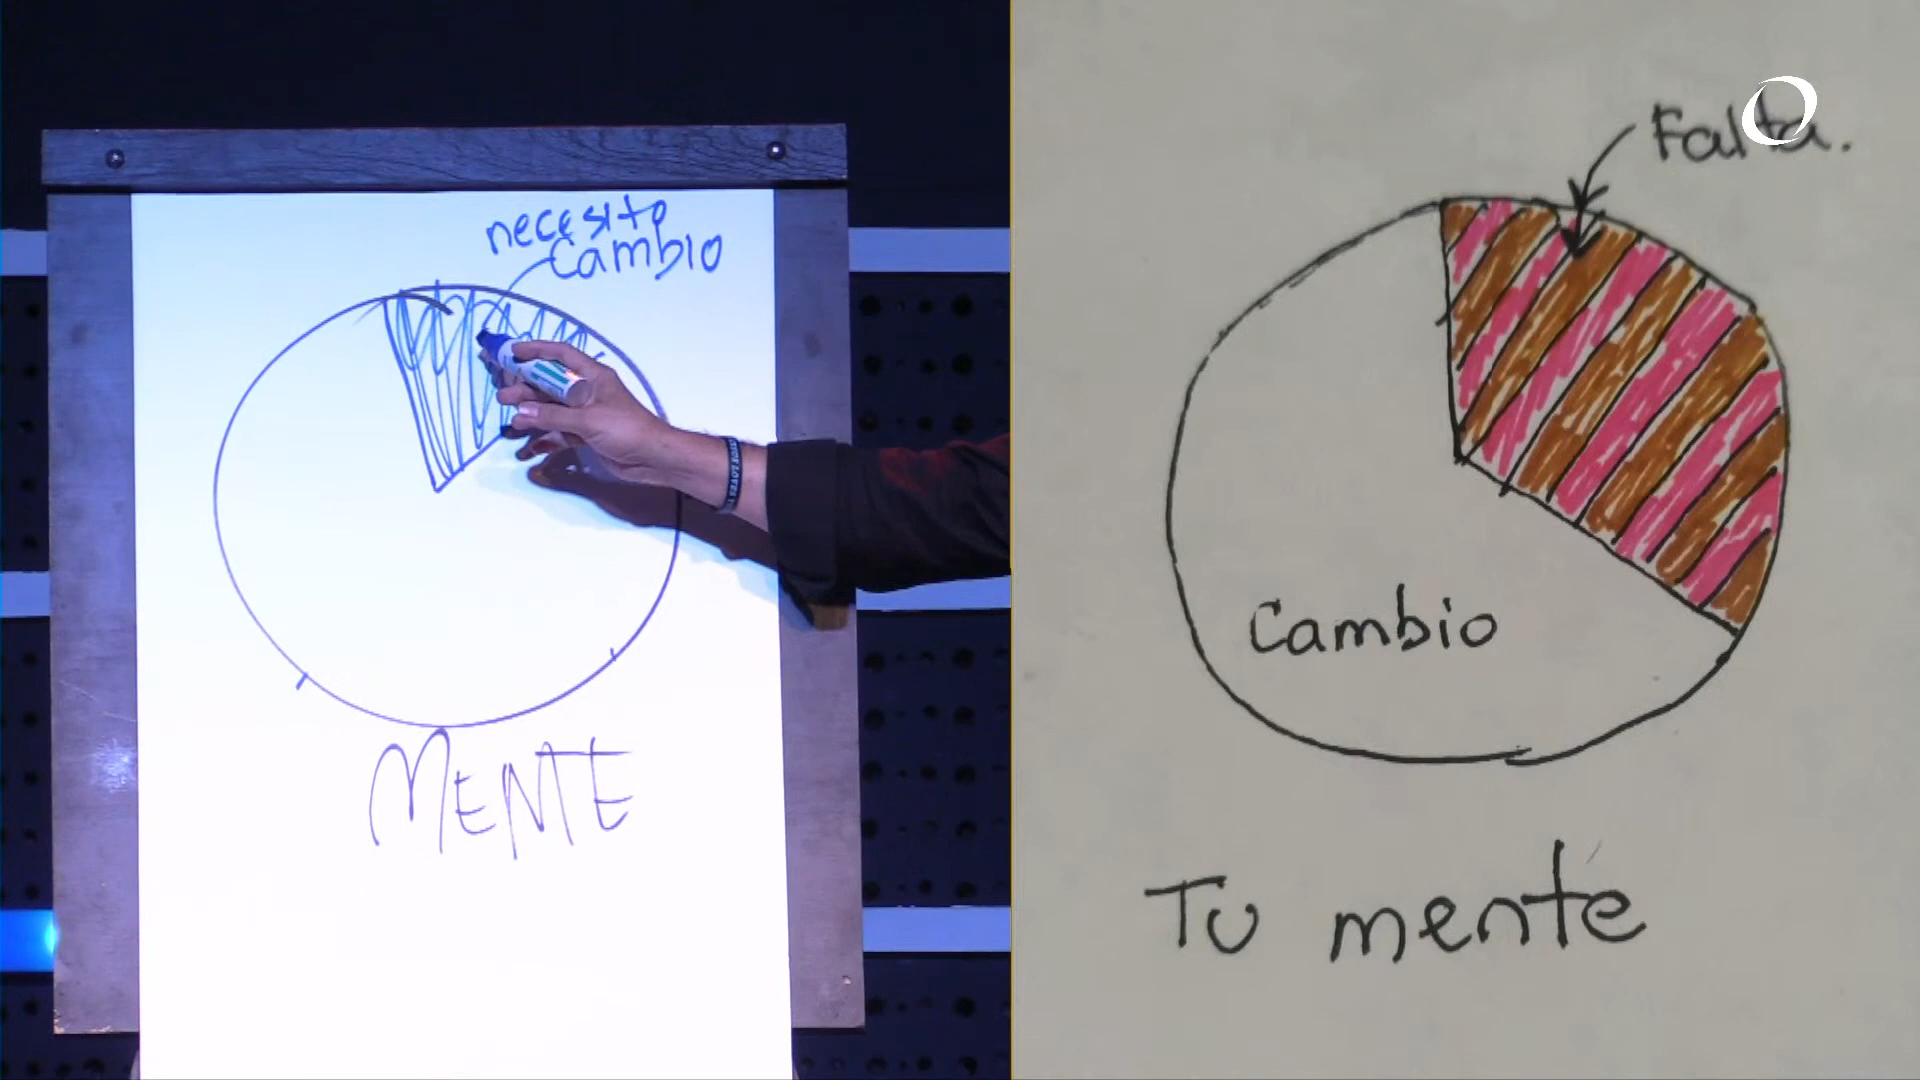 necesito
cambio
MENTE
Falta.
Cambio
Tu mente